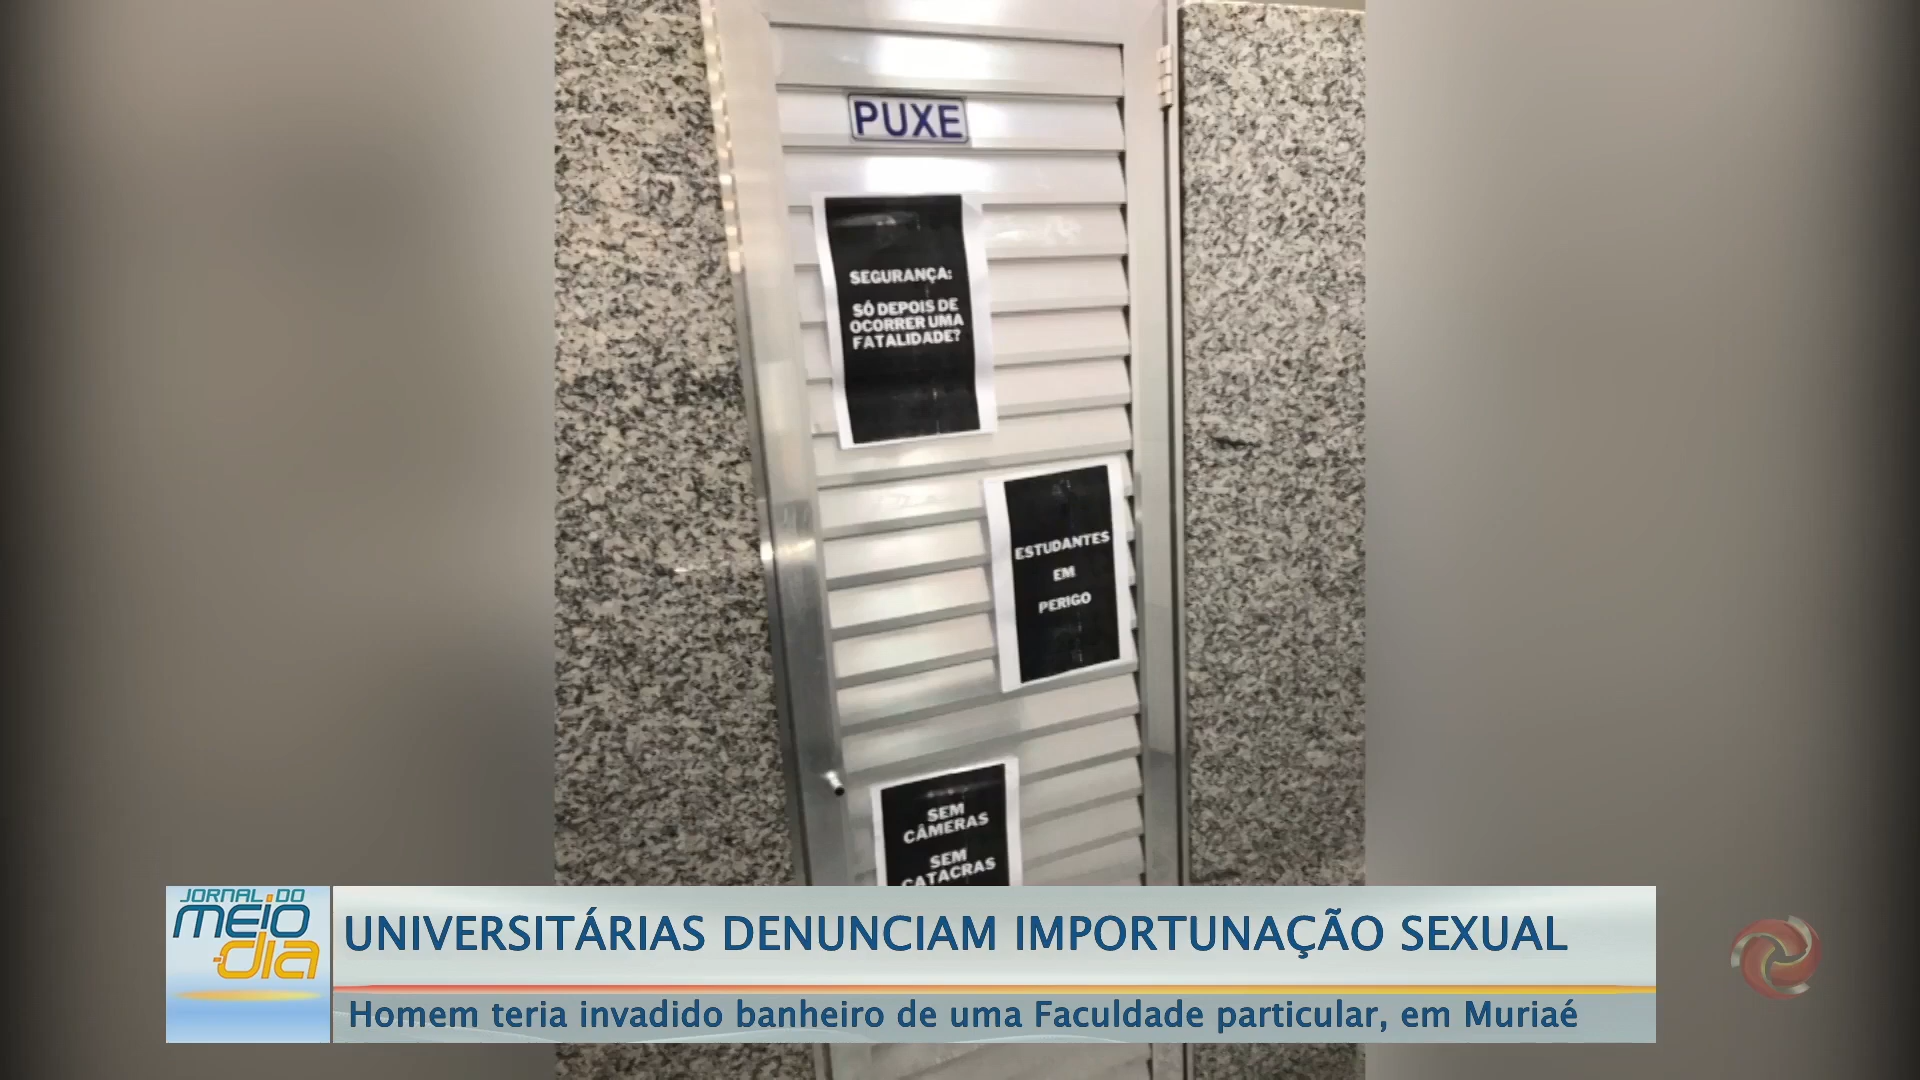 PUXE
SEGURANÇA:
SÓ DEPOIS DE
OCORRER UMA
FATALIDADE?
ESTUDANTES
EM
PERIGO
SEM
CÂMERAS
SEM
CATACRAS
JORNAL DO
MEIO
-DIA
UNIVERSITÁRIAS DENUNCIAM IMPORTUNAÇÃO SEXUAL
Homem teria invadido banheiro de uma Faculdade particular, em Muriaé